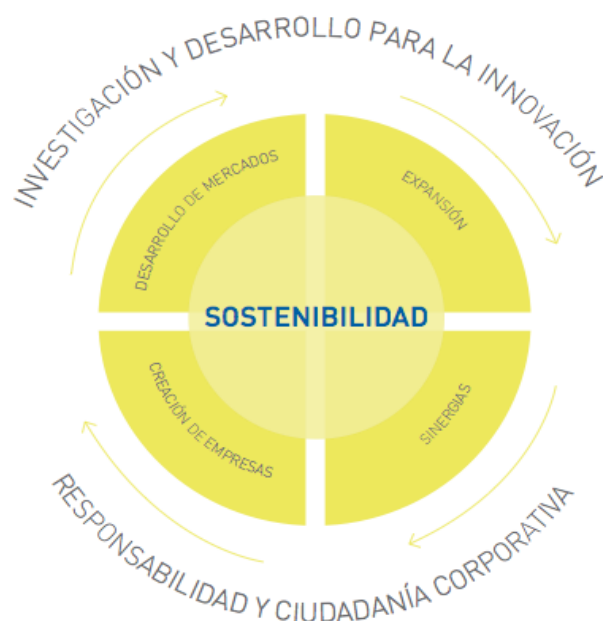 INVESTIGACIÓN Y DESARROLLO PARA LA INNOVACIÓN
DESARROLLO DE MERCADOS
EXPANSIÓN
SOSTENIBILIDAD
CREACIÓN DE EMPRESAS
SINERGIAS
RESPONSABILIDAD Y CIUDADANÍA CORPORATIVA